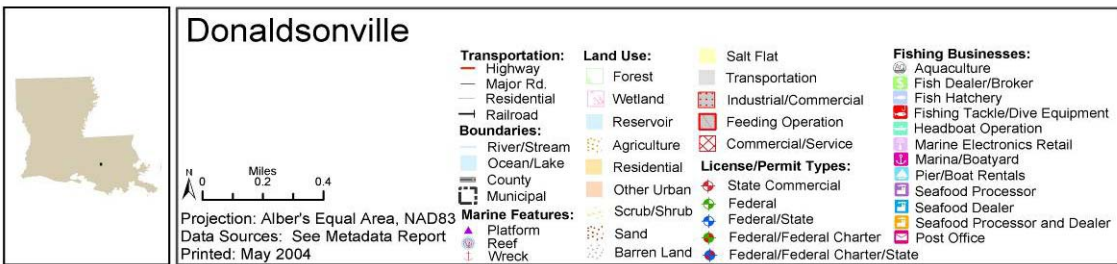 Donaldsonville
N
Miles
0 0.2 0.4
Projection: Alber's Equal Area, NAD83
Data Sources: See Metadata Report
Printed: May 2004
Transportation:
Highway
Major Rd.
Residential
Railroad
Boundaries:
River/Stream
Ocean/Lake
County
Municipal
Marine Features:
Platform
Reef
Wreck
Land Use:
Forest
Wetland
Reservoir
Agriculture
Residential
Other Urban
Scrub/Shrub
Sand
Barren Land
Salt Flat
Transportation
Industrial/Commercial
Feeding Operation
Commercial/Service
License/Permit Types:
State Commercial
Federal
Federal/State
Federal/Federal Charter
Federal/Federal Charter/State
Fishing Businesses:
Aquaculture
Fish Dealer/Broker
Fish Hatchery
Fishing Tackle/Dive Equipment
Headboat Operation
Marine Electronics Retail
Marina/Boatyard
Pier/Boat Rentals
Seafood Processor
Seafood Dealer
Seafood Processor and Dealer
Post Office